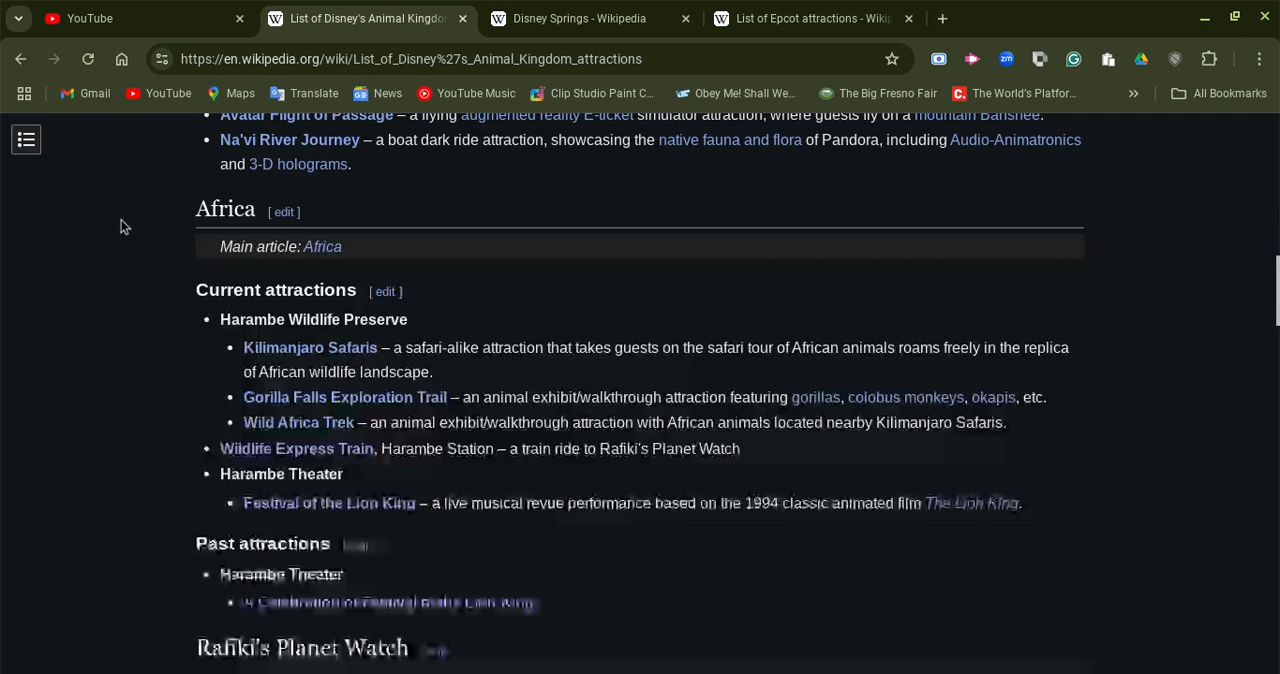 YouTube
List of Disney's Animal Kingdo
Disney Springs - Wikipedia
List of Epcot attractions - Wikip
https://en.wikipedia.org/wiki/List_of_Disney%27s_Animal_Kingdom_attractions
Gmail YouTube Maps Translate News YouTube Music Clip Studio Paint C... Obey Me! Shall We... The Big Fresno Fair The World's Platfor... All Bookmarks
Avatar Flight of Passage – a flying augmented reality E-ticket simulator attraction, where guests fly on a mountain Banshee.
Na'vi River Journey – a boat dark ride attraction, showcasing the native fauna and flora of Pandora, including Audio-Animatronics
and 3-D holograms.
Africa [ edit ]
Main article: Africa
Current attractions [ edit ]
Harambe Wildlife Preserve
Kilimanjaro Safaris – a safari-alike attraction that takes guests on the safari tour of African animals roams freely in the replica
of African wildlife landscape.
Gorilla Falls Exploration Trail – an animal exhibit/walkthrough attraction featuring gorillas, colobus monkeys, okapis, etc.
Wild Africa Trek – an animal exhibit/walkthrough attraction with African animals located nearby Kilimanjaro Safaris.
Wildlife Express Train, Harambe Station – a train ride to Rafiki's Planet Watch
Harambe Theater
Festival of the Lion King – a live musical revue performance based on the 1994 classic animated film The Lion King.
Past attractions
Harambe Theater
Lion King
Rafiki's Planet Watch